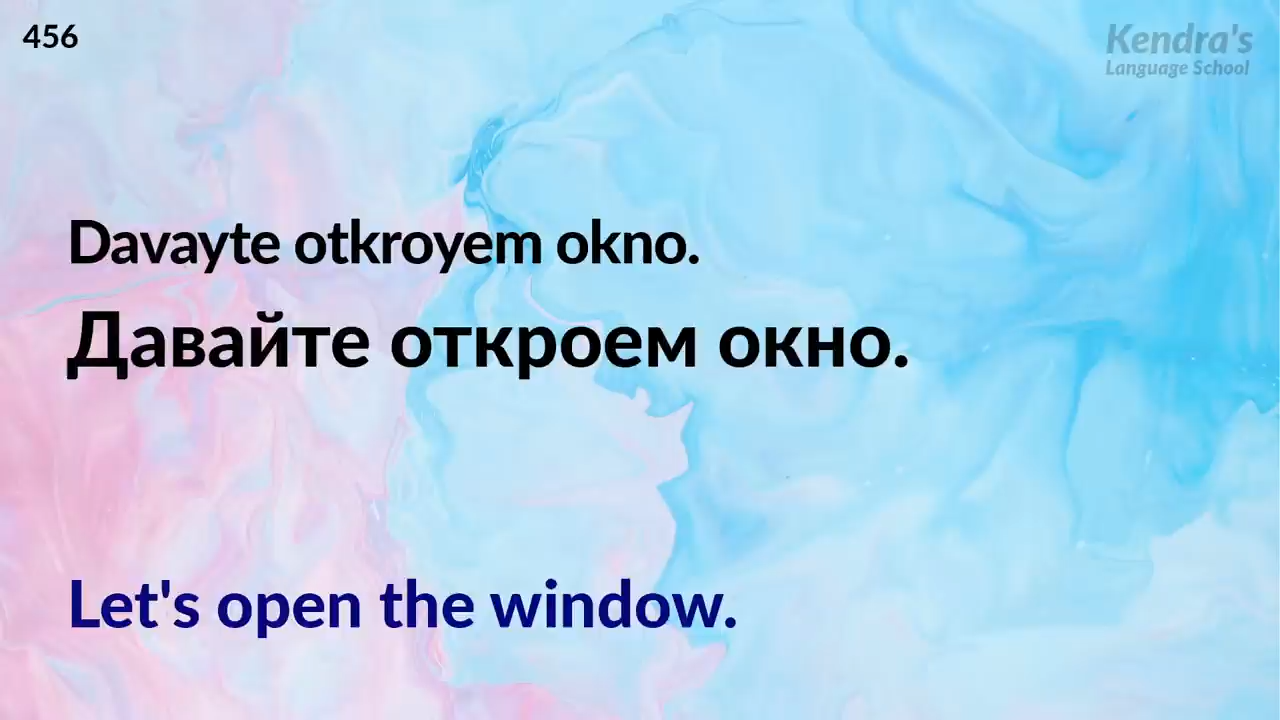 456
Kendra's
Language School
Davayte otkroyem okno.
Давайте откроем окно.
Let's open the window.